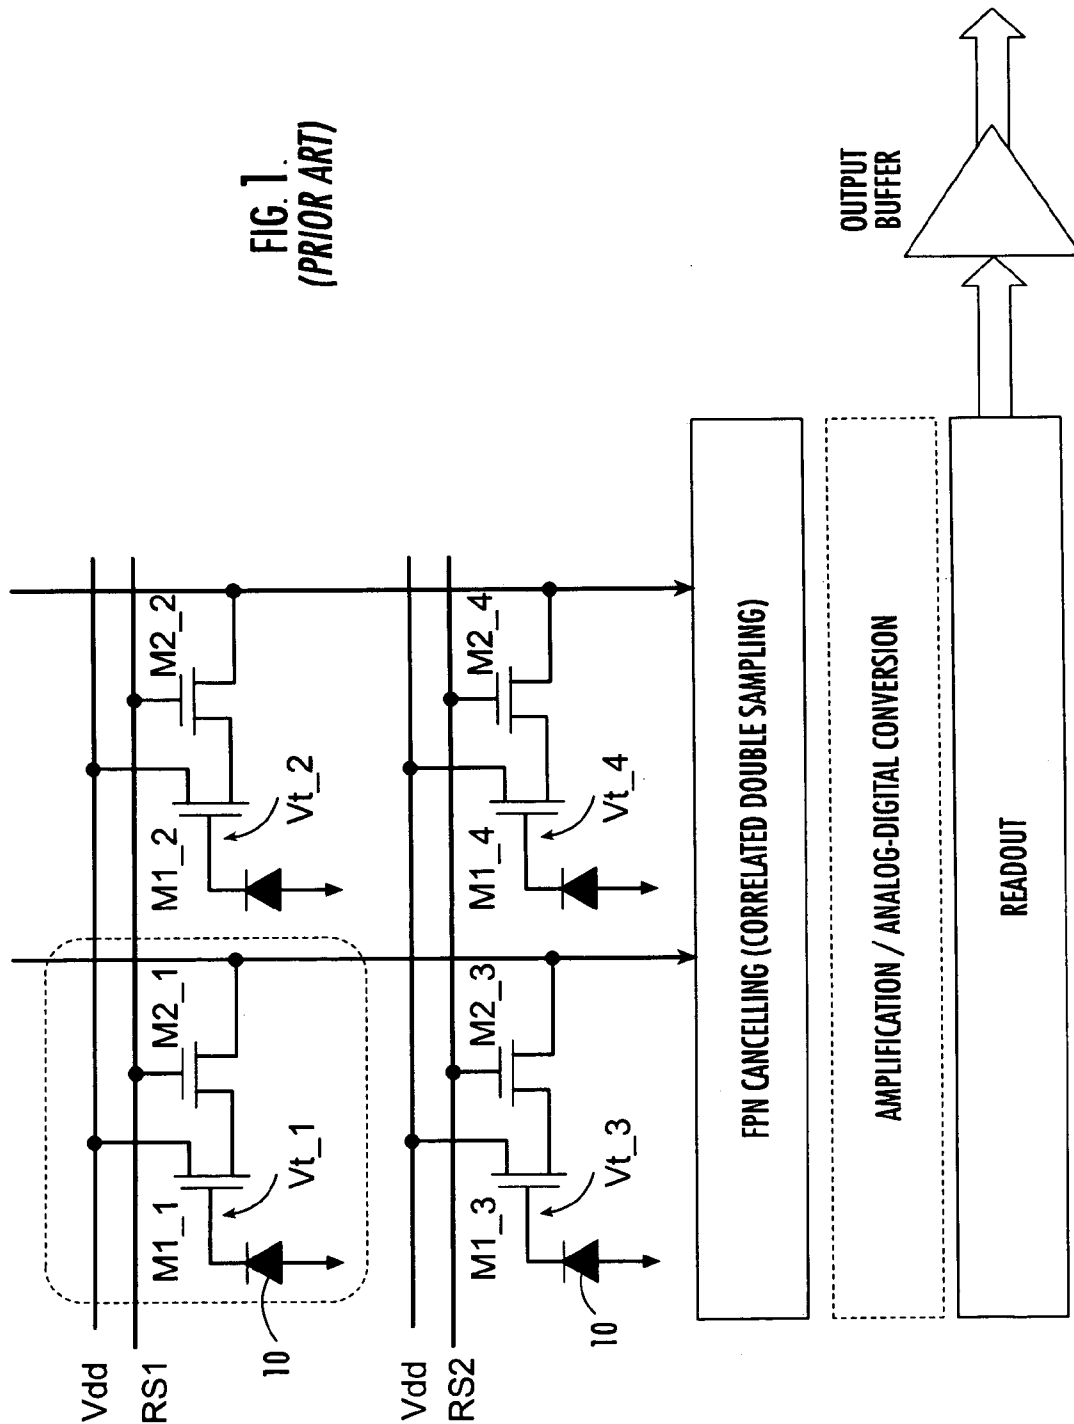 Vdd
RS1
M1_1
M2_1
Vt_1
10
M1_2
M2_2
Vt_2
Vdd
RS2
M1_3
M2_3
Vt_3
10
M1_4
M2_4
Vt_4
FPN CANCELLING (CORRELATED DOUBLE SAMPLING)
AMPLIFICATION / ANALOG-DIGITAL CONVERSION
READOUT
OUTPUT
BUFFER
FIG. 1.
(PRIOR ART)